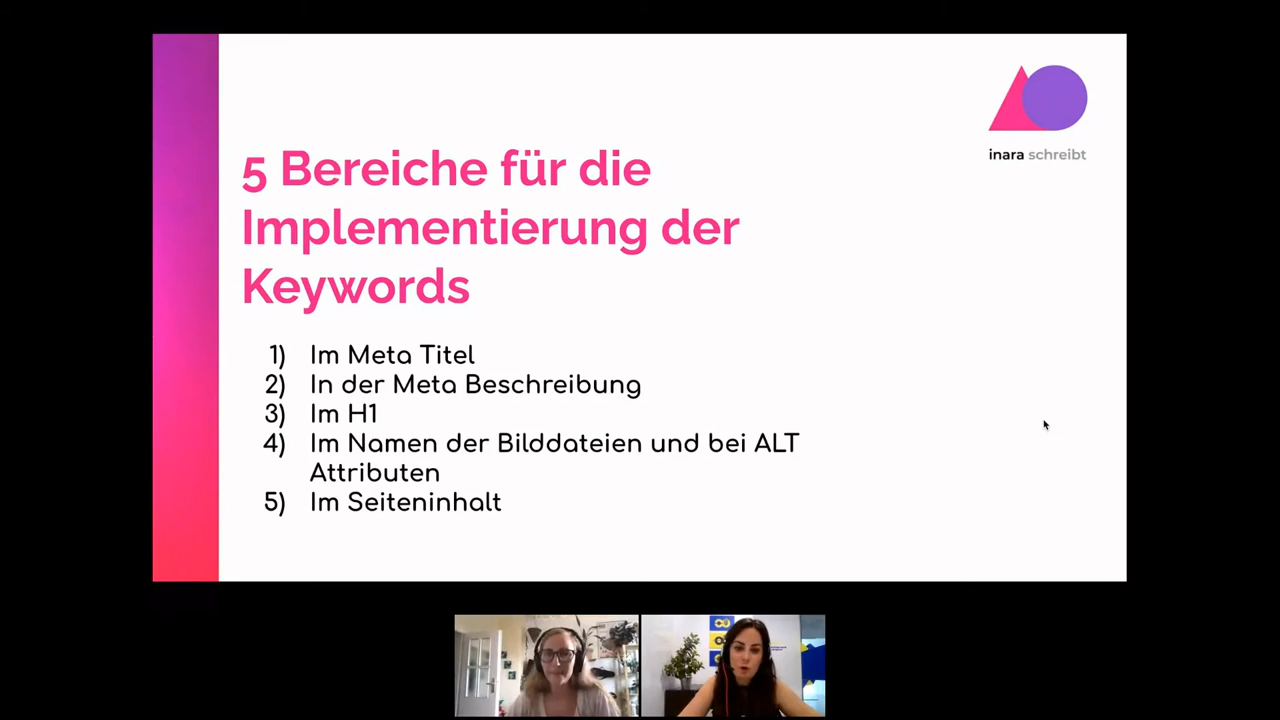 inara schreibt
5 Bereiche für die
Implementierung der
Keywords
1) Im Meta Titel
2) In der Meta Beschreibung
3) Im H1
4) Im Namen der Bilddateien und bei ALT
Attributen
5) Im Seiteninhalt